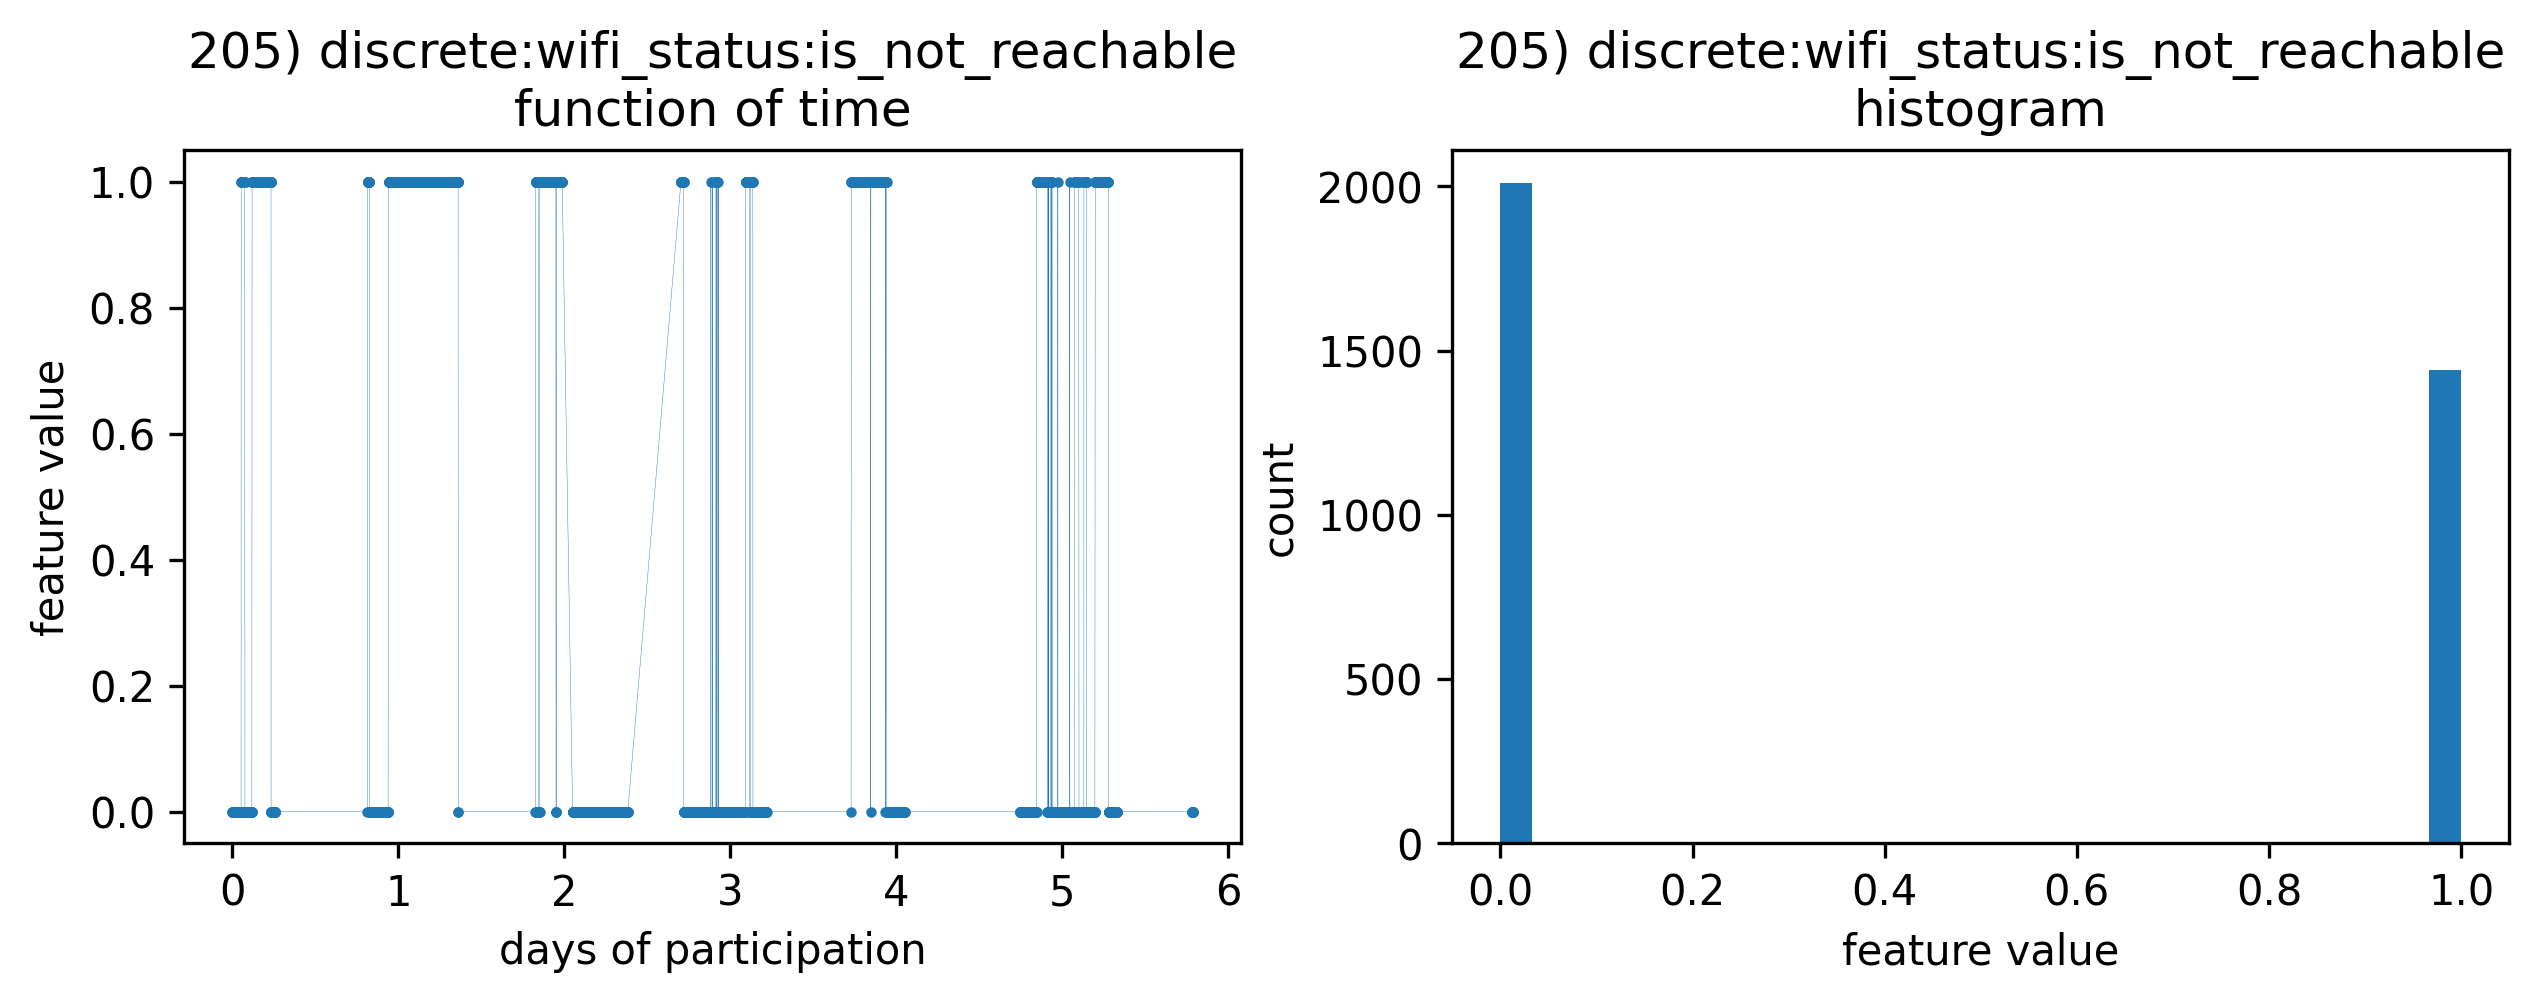 205) discrete:wifi_status:is_not_reachable
function of time
1.0
0.8
0.6
0.4
0.2
0.0
feature value
0 1 2 3 4 5 6
days of participation
205) discrete:wifi_status:is_not_reachable
histogram
2000
1500
1000
500
0
count
0.0 0.2 0.4 0.6 0.8 1.0
feature value